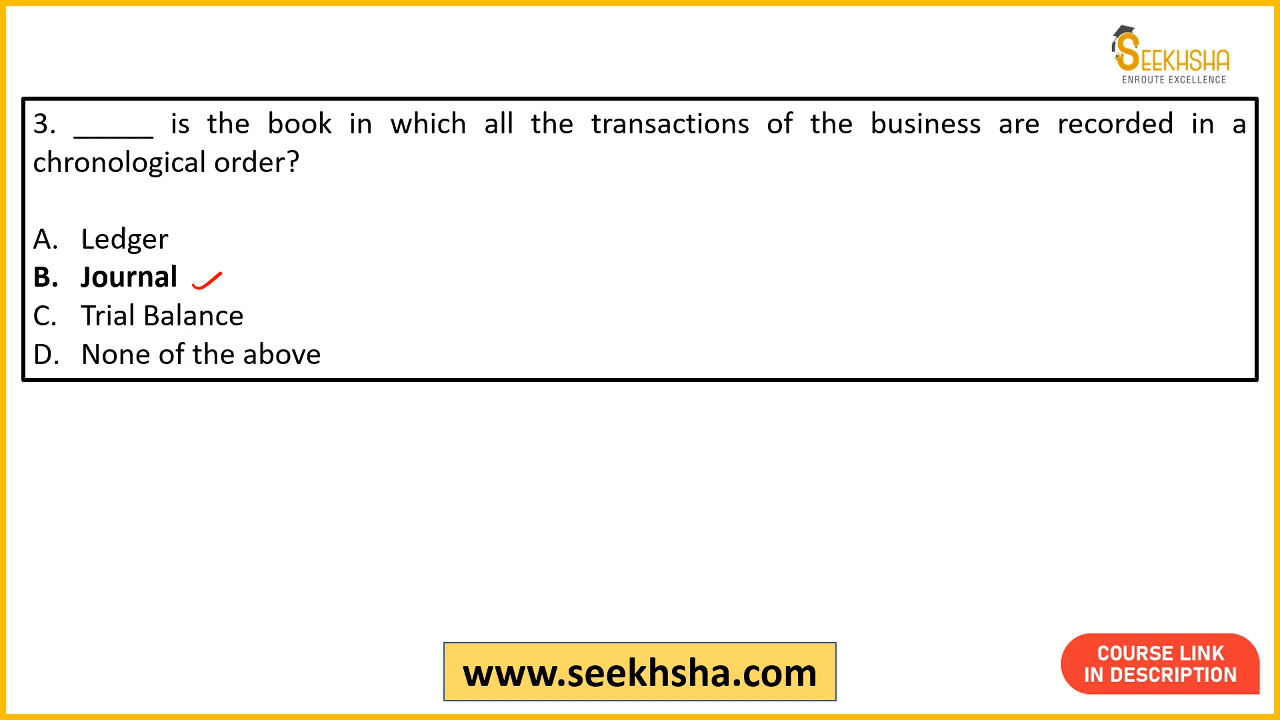 SEEKHSHA
ENROUTE EXCELLENCE
3. _____ is the book in which all the transactions of the business are recorded in a
chronological order?
A. Ledger
B. Journal
C. Trial Balance
D. None of the above
www.seekhsha.com
COURSE LINK
IN DESCRIPTION